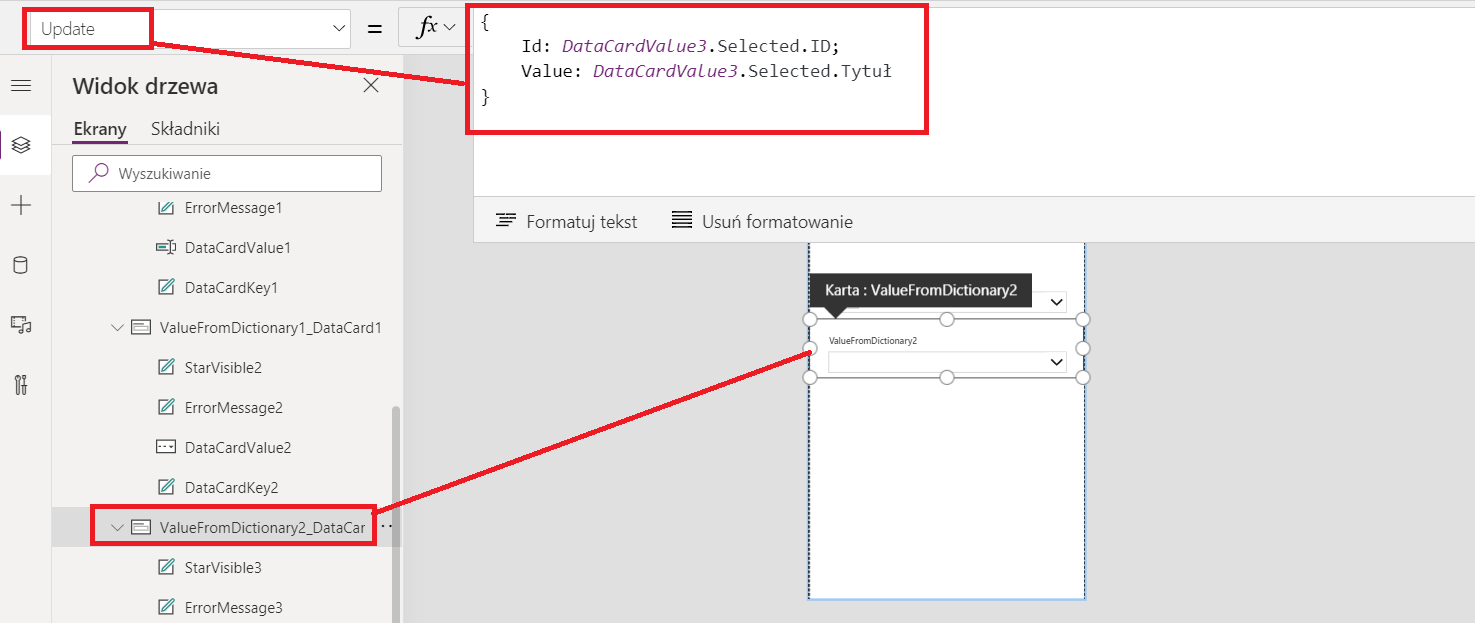 Update
=
fx
{
Id: DataCardValue3.Selected.ID;
Value: DataCardValue3.Selected.Tytuł
}
Formatuj tekst
Usuń formatowanie
Widok drzewa
Ekrany
Składniki
Wyszukiwanie
ErrorMessage1
DataCardValue1
DataCardKey1
ValueFromDictionary1_DataCard1
StarVisible2
ErrorMessage2
DataCardValue2
DataCardKey2
ValueFromDictionary2_DataCar
StarVisible3
ErrorMessage3
Karta : ValueFromDictionary2
ValueFromDictionary2